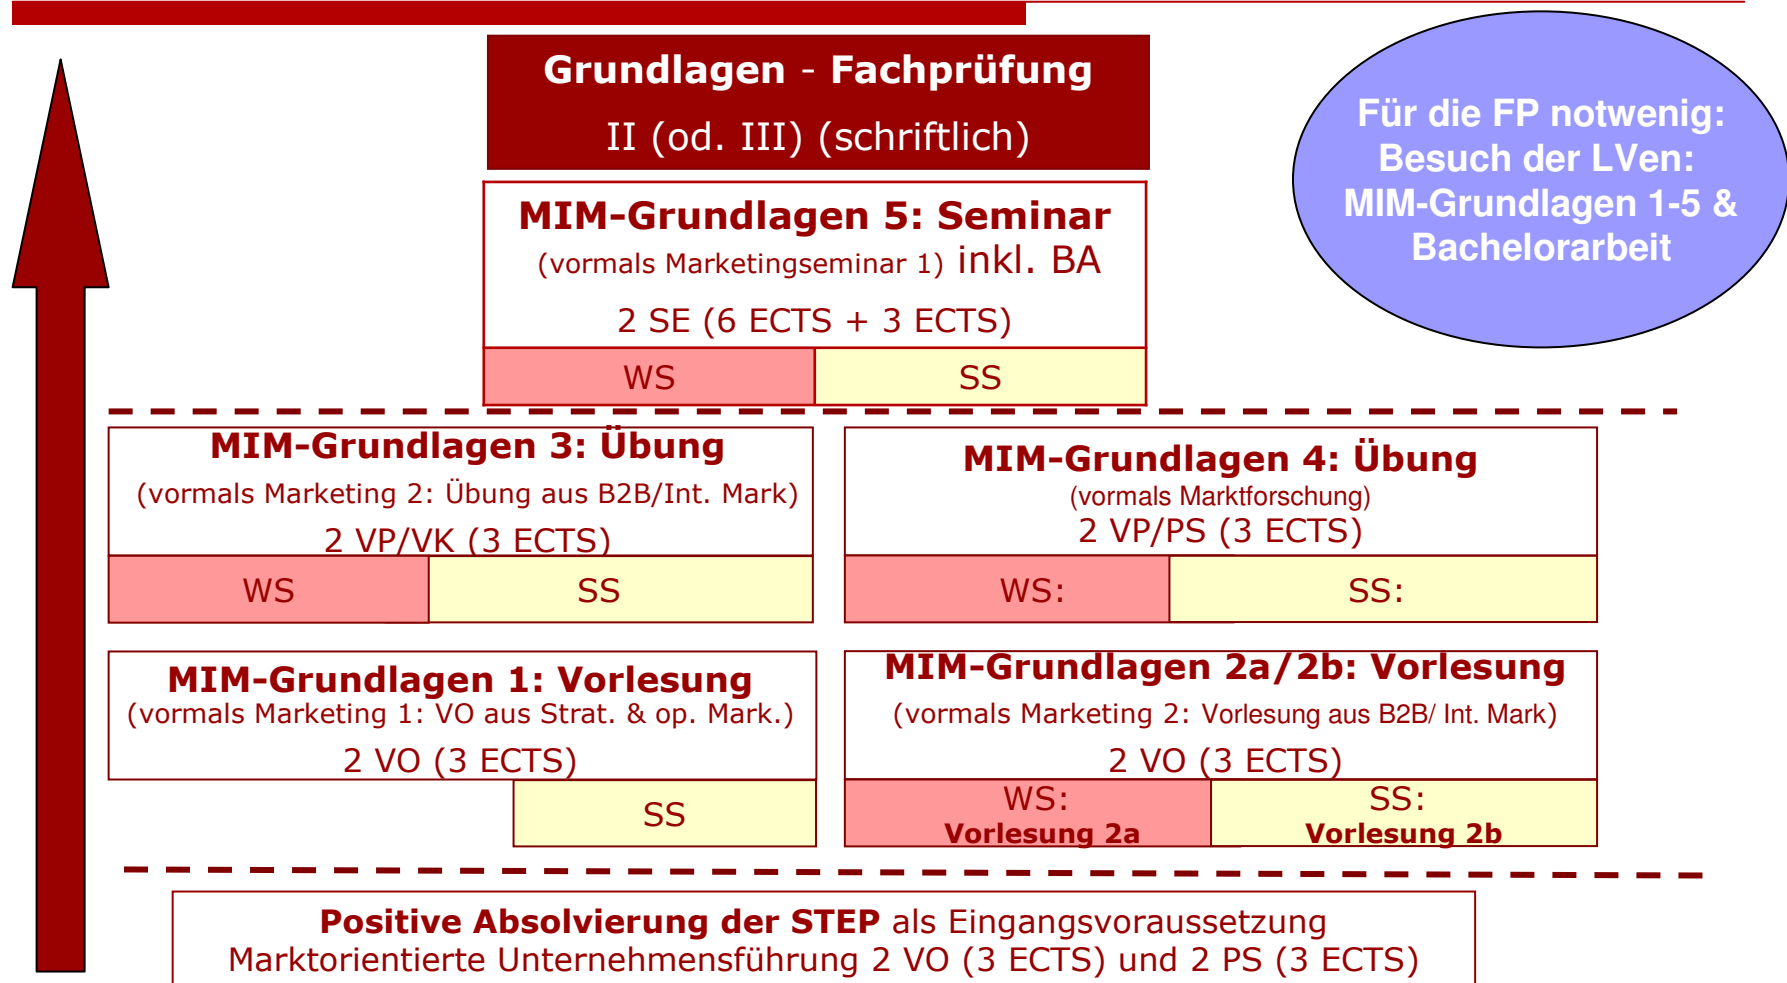 Grundlagen - Fachprüfung
II (od. III) (schriftlich)
Für die FP notwenig:
Besuch der LVen:
MIM-Grundlagen 1-5 &
Bachelorarbeit
MIM-Grundlagen 5: Seminar
(vormals Marketingseminar 1) inkl. BA
2 SE (6 ECTS + 3 ECTS)
WS
SS
MIM-Grundlagen 3: Übung
(vormals Marketing 2: Übung aus B2B/Int. Mark)
2 VP/VK (3 ECTS)
WS
SS
MIM-Grundlagen 4: Übung
(vormals Marktforschung)
2 VP/PS (3 ECTS)
WS:
SS:
MIM-Grundlagen 1: Vorlesung
(vormals Marketing 1: VO aus Strat. & op. Mark.)
2 VO (3 ECTS)
SS
MIM-Grundlagen 2a/2b: Vorlesung
(vormals Marketing 2: Vorlesung aus B2B/ Int. Mark)
2 VO (3 ECTS)
WS:
Vorlesung 2a
SS:
Vorlesung 2b
Positive Absolvierung der STEP als Eingangsvoraussetzung
Marktorientierte Unternehmensführung 2 VO (3 ECTS) und 2 PS (3 ECTS)